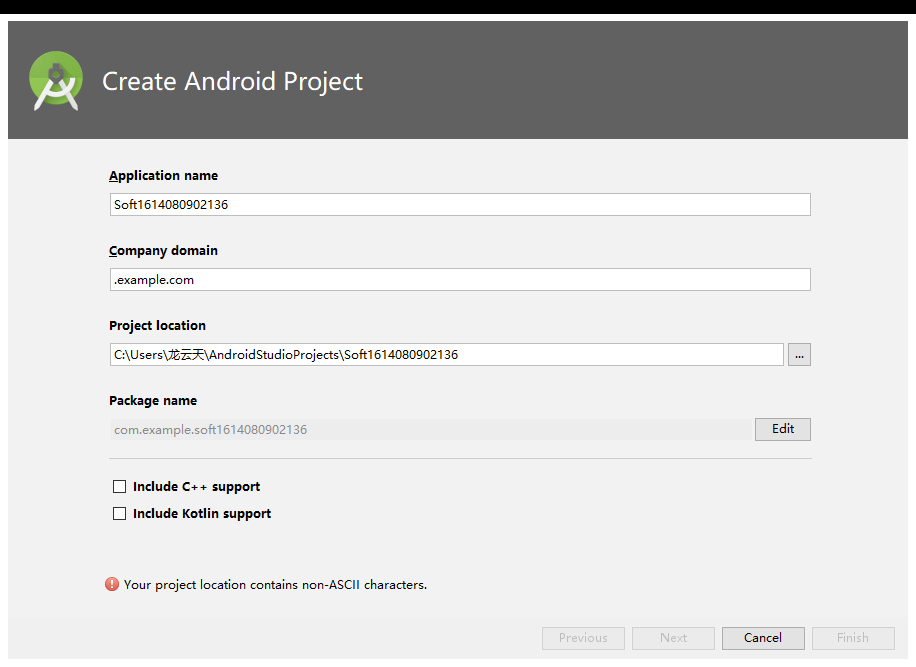 Create Android Project
Application name
Soft1614080902136
Company domain
.example.com
Project location
C:\Users\龙云天\AndroidStudioProjects\Soft1614080902136
...
Package name
com.example.soft1614080902136
Edit
Include C++ support
Include Kotlin support
Your project location contains non-ASCII characters.
Previous Next Cancel Finish